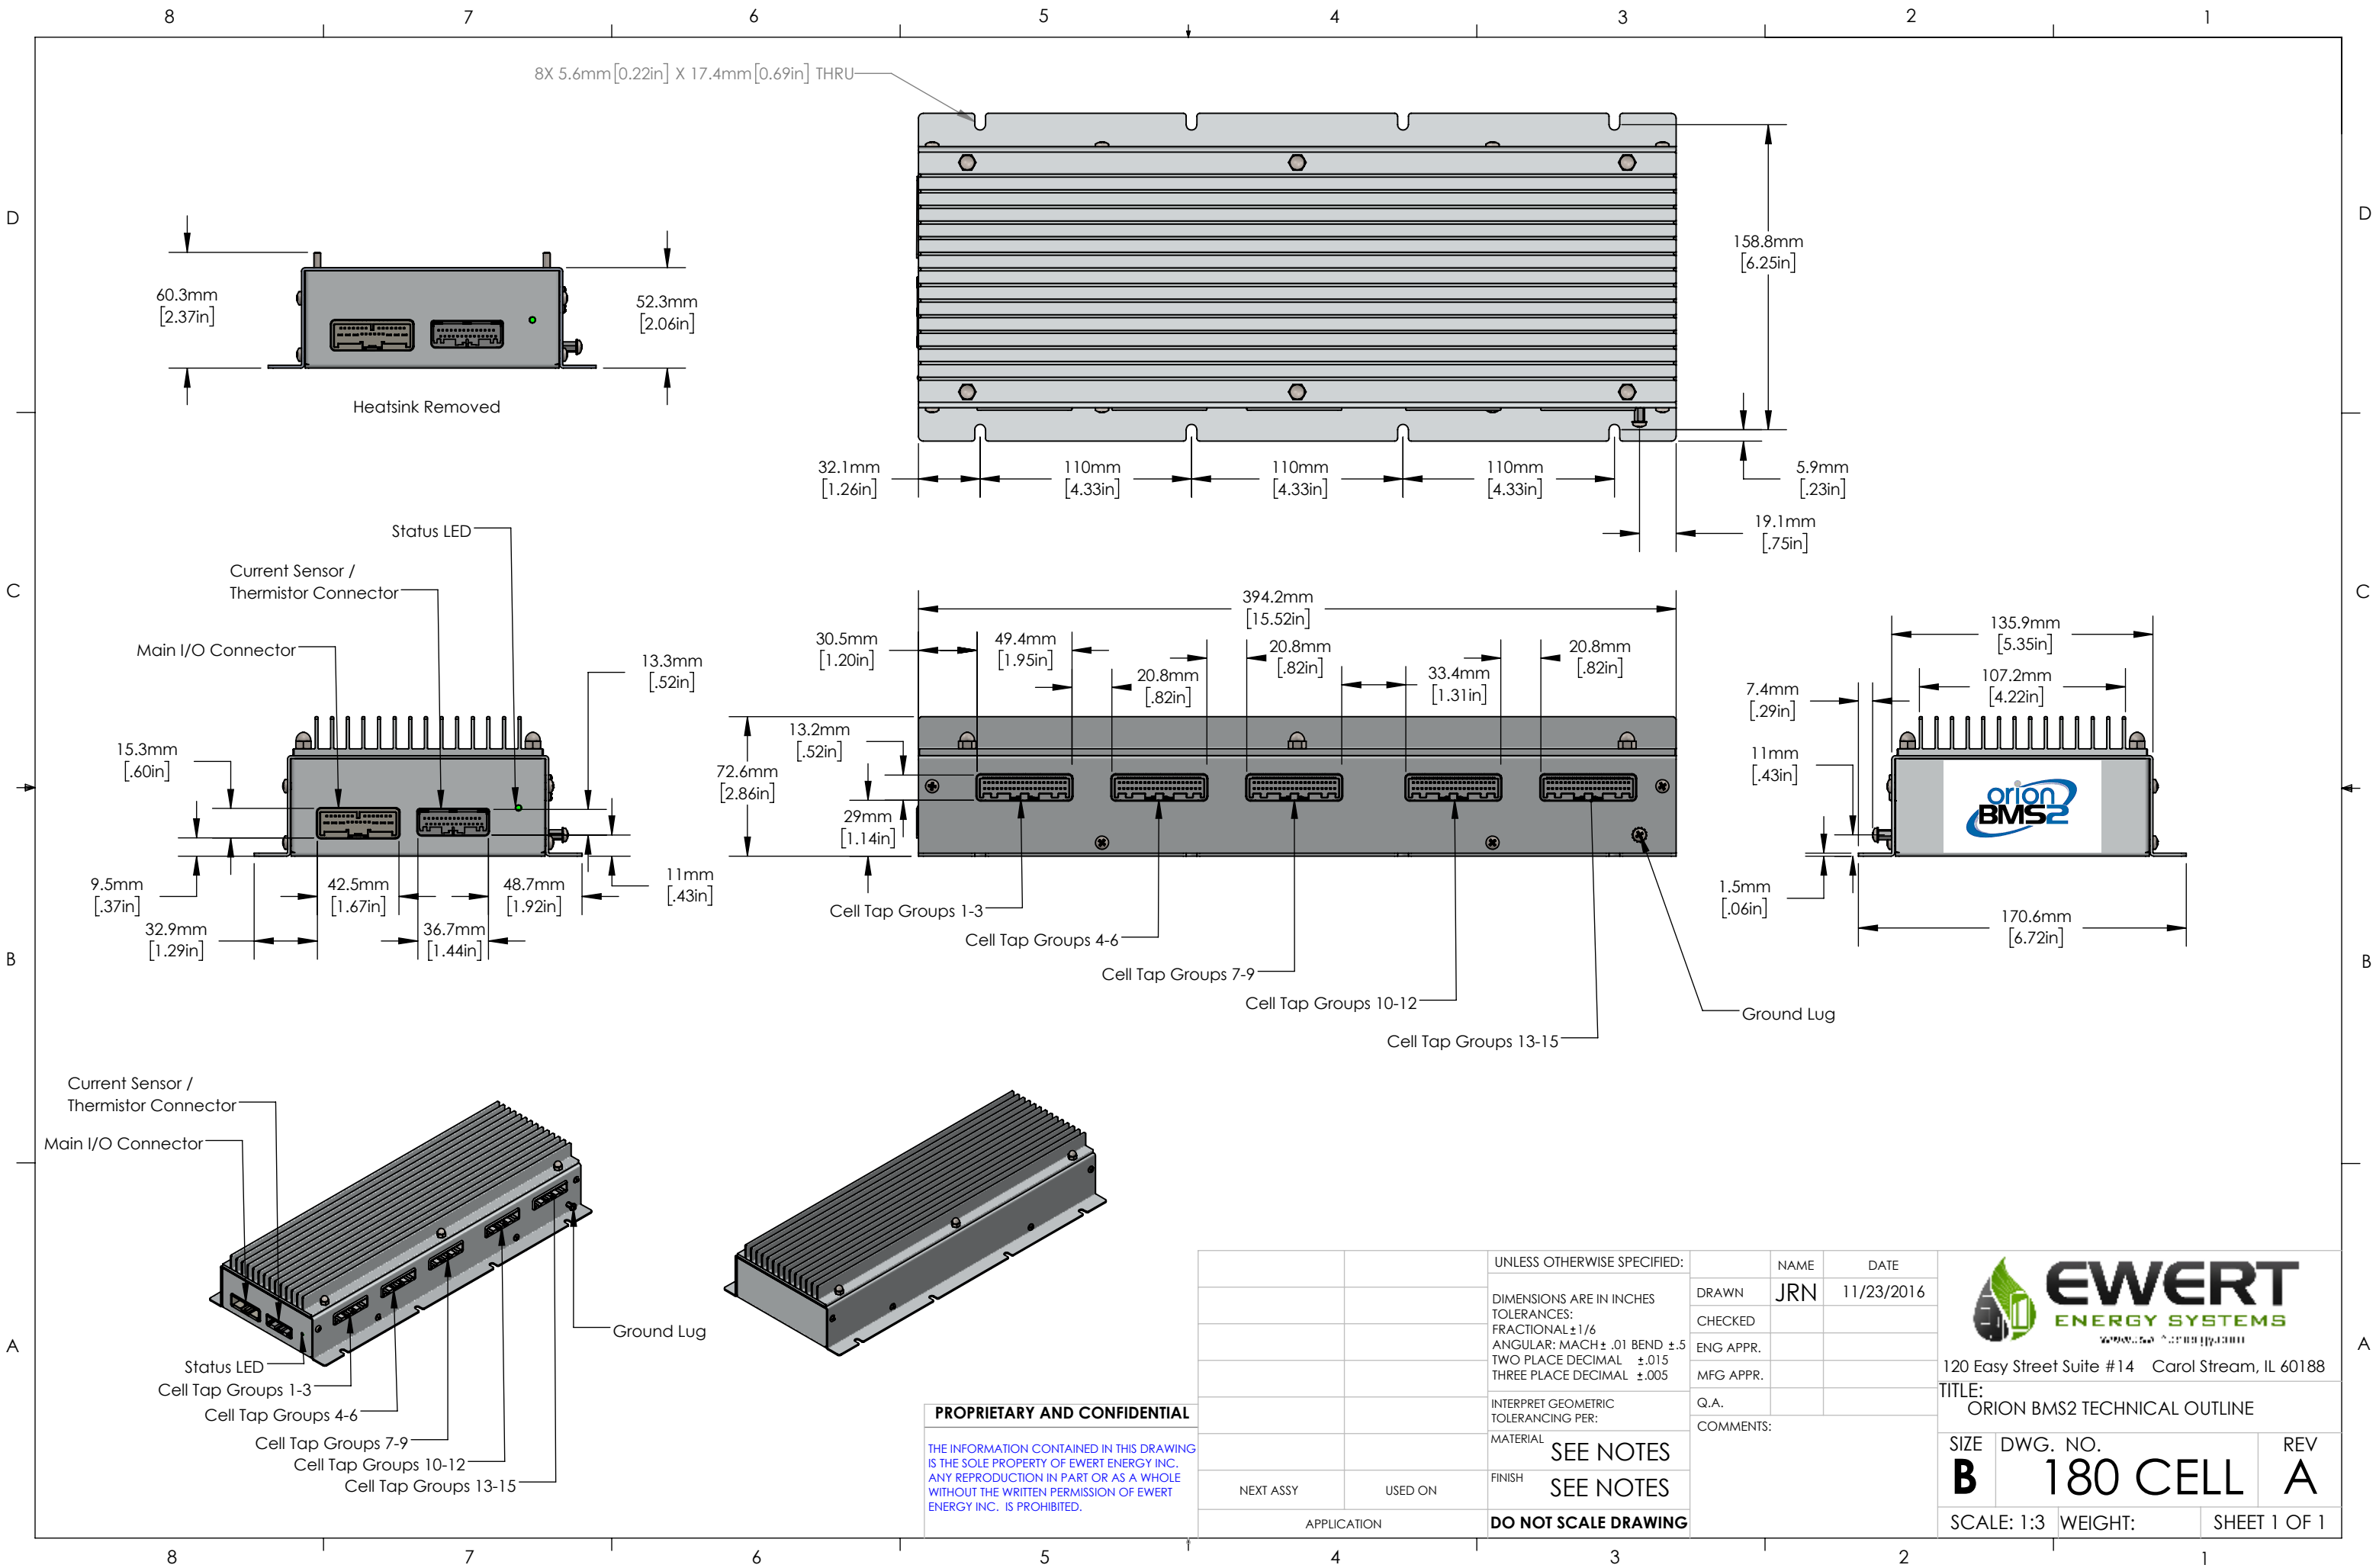 8 7 6 5 4 3 2 1
8X 5.6mm[0.22in] X 17.4mm[0.69in] THRU
D
D
158.8mm
[6.25in]
60.3mm
[2.37in]
52.3mm
[2.06in]
Heatsink Removed
32.1mm
[1.26in]
110mm
[4.33in]
110mm
[4.33in]
110mm
[4.33in]
5.9mm
[.23in]
19.1mm
[.75in]
Status LED
Current Sensor /
Thermistor Connector
Main I/O Connector
C
C
13.3mm
[.52in]
15.3mm
[.60in]
9.5mm
[.37in]
32.9mm
[1.29in]
42.5mm
[1.67in]
36.7mm
[1.44in]
48.7mm
[1.92in]
11mm
[.43in]
394.2mm
[15.52in]
30.5mm
[1.20in]
49.4mm
[1.95in]
20.8mm
[.82in]
20.8mm
[.82in]
33.4mm
[1.31in]
20.8mm
[.82in]
13.2mm
[.52in]
72.6mm
[2.86in]
29mm
[1.14in]
Cell Tap Groups 1-3
Cell Tap Groups 4-6
Cell Tap Groups 7-9
Cell Tap Groups 10-12
Cell Tap Groups 13-15
Ground Lug
135.9mm
[5.35in]
107.2mm
[4.22in]
7.4mm
[.29in]
11mm
[.43in]
orion
BMS2
1.5mm
[.06in]
170.6mm
[6.72in]
B
B
Current Sensor /
Thermistor Connector
Main I/O Connector
Ground Lug
Status LED
Cell Tap Groups 1-3
Cell Tap Groups 4-6
Cell Tap Groups 7-9
Cell Tap Groups 10-12
Cell Tap Groups 13-15
A
A
PROPRIETARY AND CONFIDENTIAL
THE INFORMATION CONTAINED IN THIS DRAWING
IS THE SOLE PROPERTY OF EWERT ENERGY INC.
ANY REPRODUCTION IN PART OR AS A WHOLE
WITHOUT THE WRITTEN PERMISSION OF EWERT
ENERGY INC. IS PROHIBITED.
NEXT ASSY
USED ON
APPLICATION
UNLESS OTHERWISE SPECIFIED:
DIMENSIONS ARE IN INCHES
TOLERANCES:
FRACTIONAL±1/6
ANGULAR: MACH± .01 BEND ±.5
TWO PLACE DECIMAL ±.015
THREE PLACE DECIMAL ±.005
INTERPRET GEOMETRIC
TOLERANCING PER:
MATERIAL
SEE NOTES
FINISH
SEE NOTES
DO NOT SCALE DRAWING
NAME
DATE
DRAWN
JRN
11/23/2016
CHECKED
ENG APPR.
MFG APPR.
Q.A.
COMMENTS:
EWERT
ENERGY SYSTEMS
120 Easy Street Suite #14 Carol Stream, IL 60188
TITLE:
ORION BMS2 TECHNICAL OUTLINE
SIZE
B
DWG. NO.
180 CELL
REV
A
SCALE: 1:3
WEIGHT:
SHEET 1 OF 1
8 7 6 5 4 3 2 1